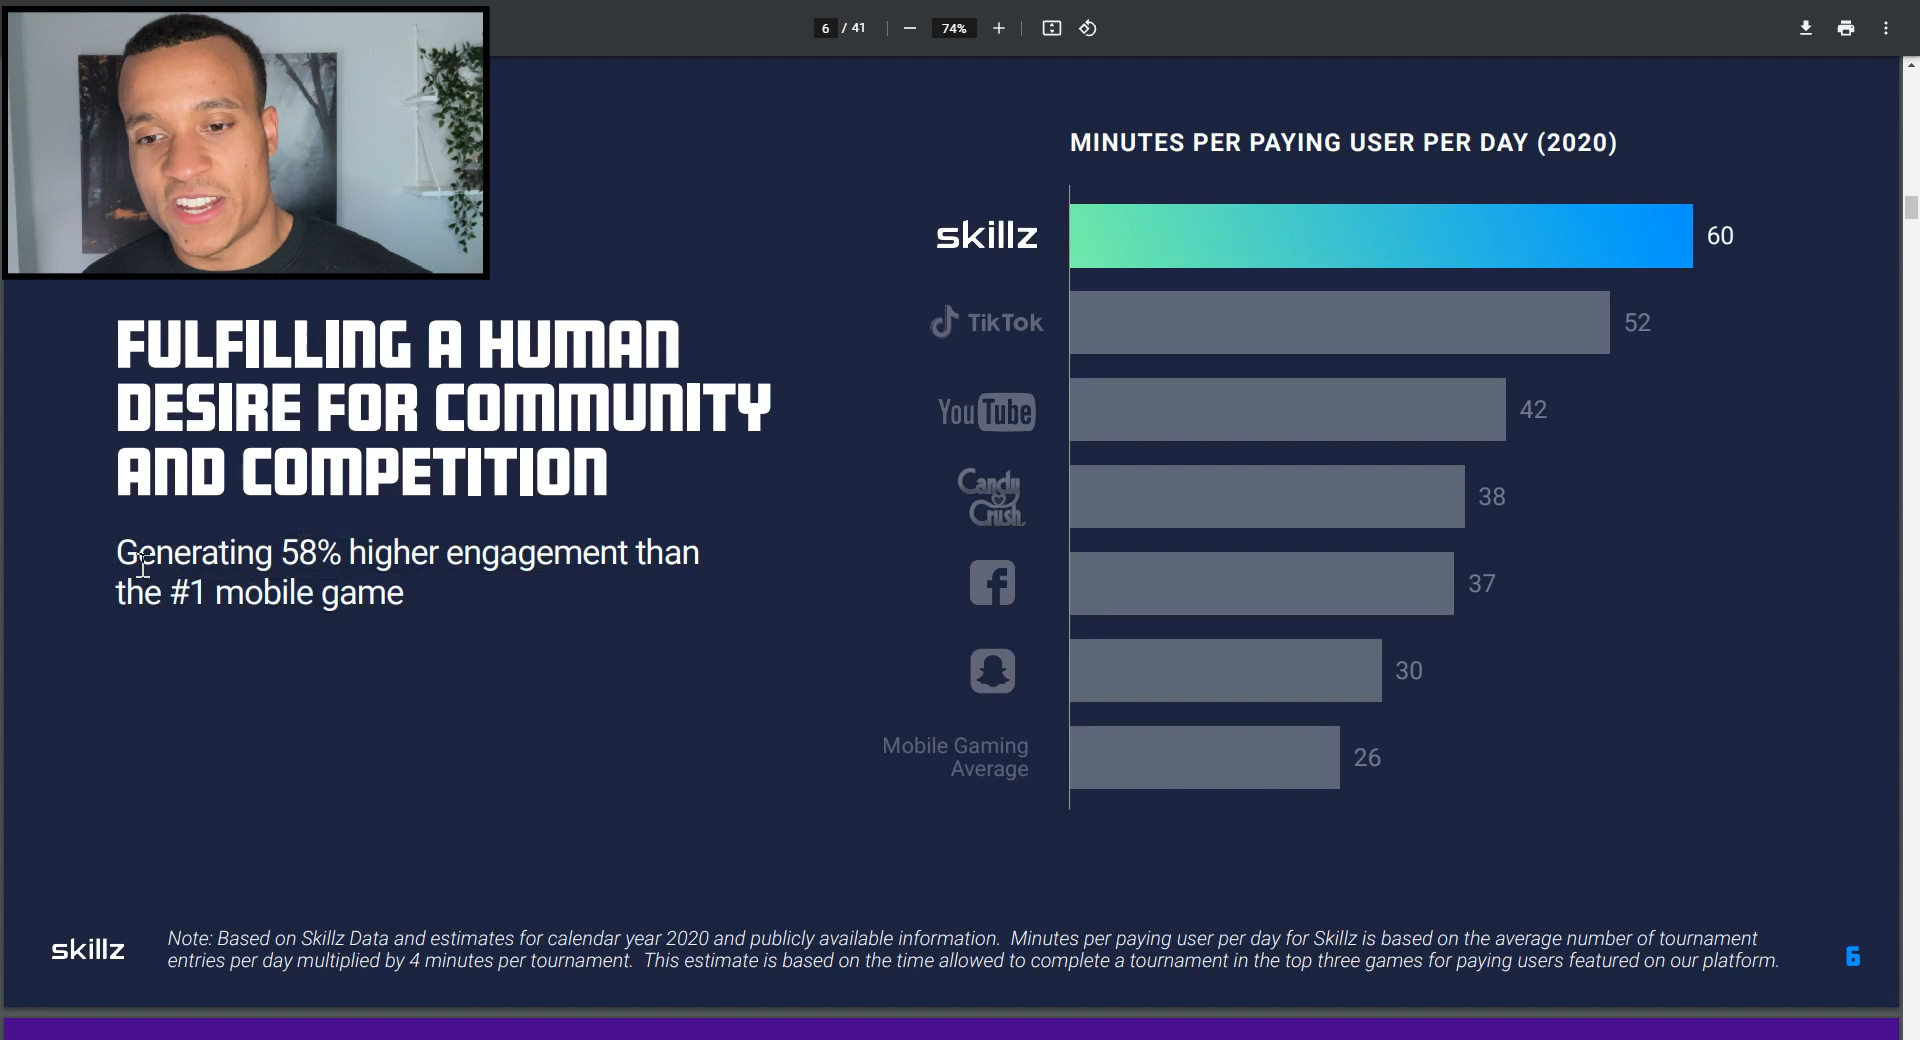 6 / 41
74%
MINUTES PER PAYING USER PER DAY (2020)
skillz
60
TikTok
52
YouTube
42
Candy
Crush
38
37
30
Mobile Gaming
Average
26
FULFILLING A HUMAN
DESIRE FOR COMMUNITY
AND COMPETITION
Generating 58% higher engagement than
the #1 mobile game
skillz
Note: Based on Skillz Data and estimates for calendar year 2020 and publicly available information. Minutes per paying user per day for Skillz is based on the average number of tournament
entries per day multiplied by 4 minutes per tournament. This estimate is based on the time allowed to complete a tournament in the top three games for paying users featured on our platform.
6